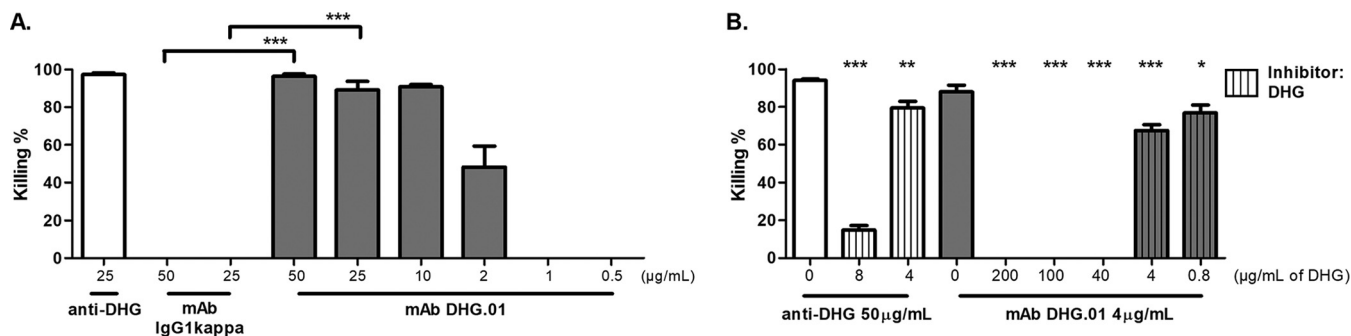 A.
***
***
Killing %
100
80
60
40
20
0
25 50 25 50 25 10 2 1 0.5 (µg/mL)
anti-DHG mAb IgG1kappa mAb DHG.01
B.
*** ** *** *** *** *** *
Inhibitor:
DHG
Killing %
100
80
60
40
20
0
0 8 4 0 200 100 40 4 0.8 (µg/mL of DHG)
anti-DHG 50µg/mL mAb DHG.01 4µg/mL